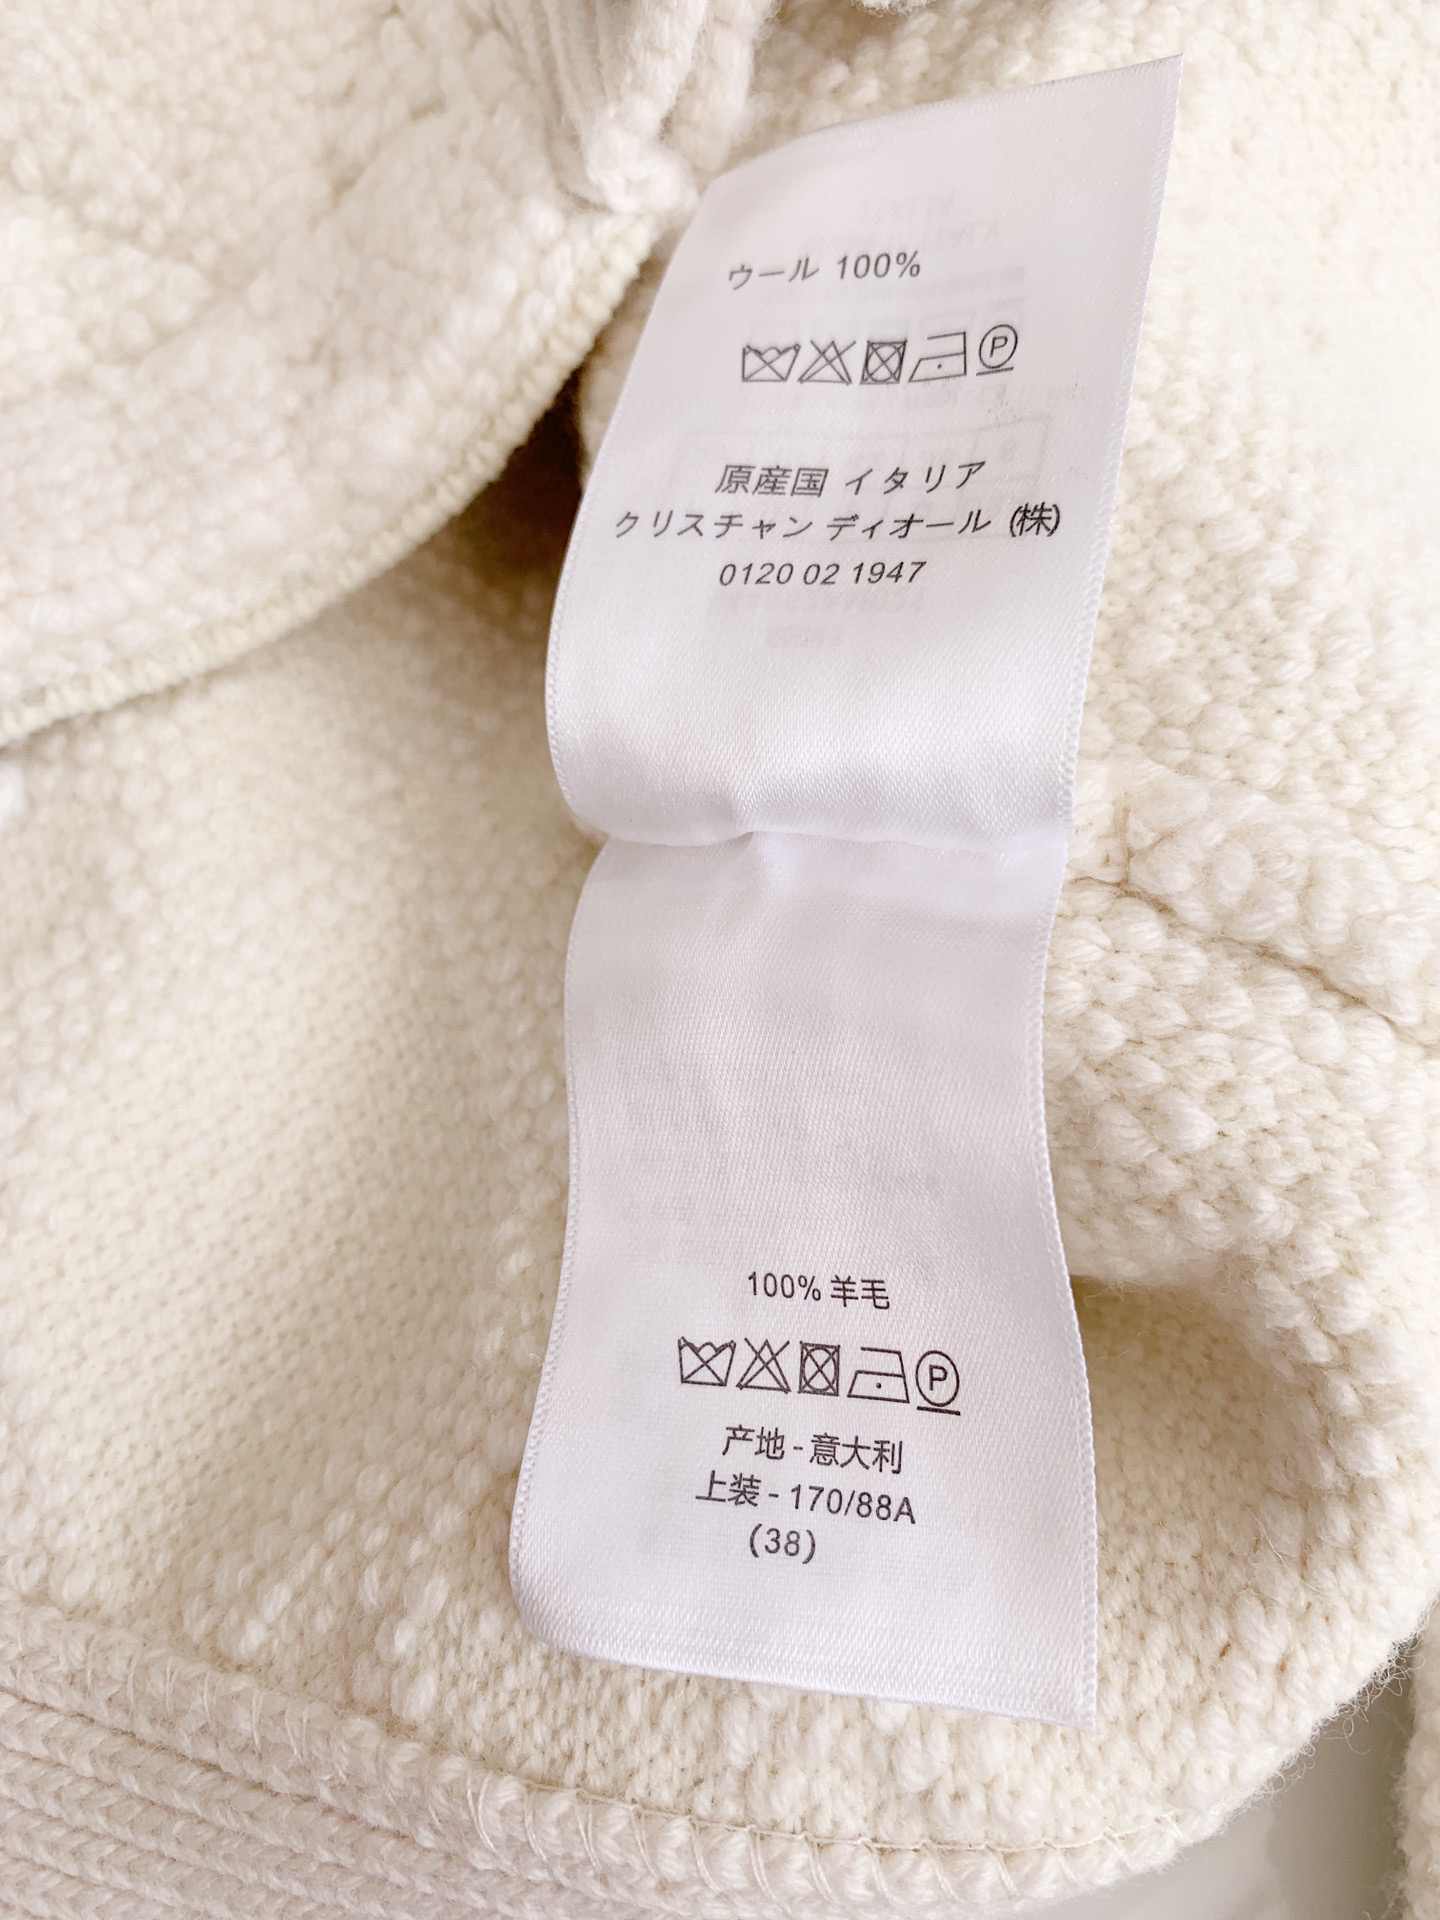 ウール 100%
P
原産国 イタリア
クリスチャン ディオール (株)
0120 02 1947
100% 羊毛
P
产地 - 意大利
上装 - 170/88A
(38)